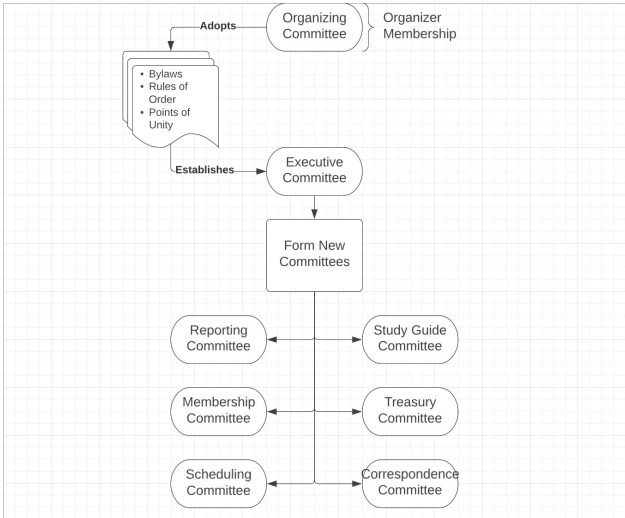 Adopts
Organizing
Committee
Organizer
Membership
• Bylaws
• Rules of
Order
• Points of
Unity
Establishes
Executive
Committee
Form New
Committees
Reporting
Committee
Study Guide
Committee
Membership
Committee
Treasury
Committee
Scheduling
Committee
Correspondence
Committee